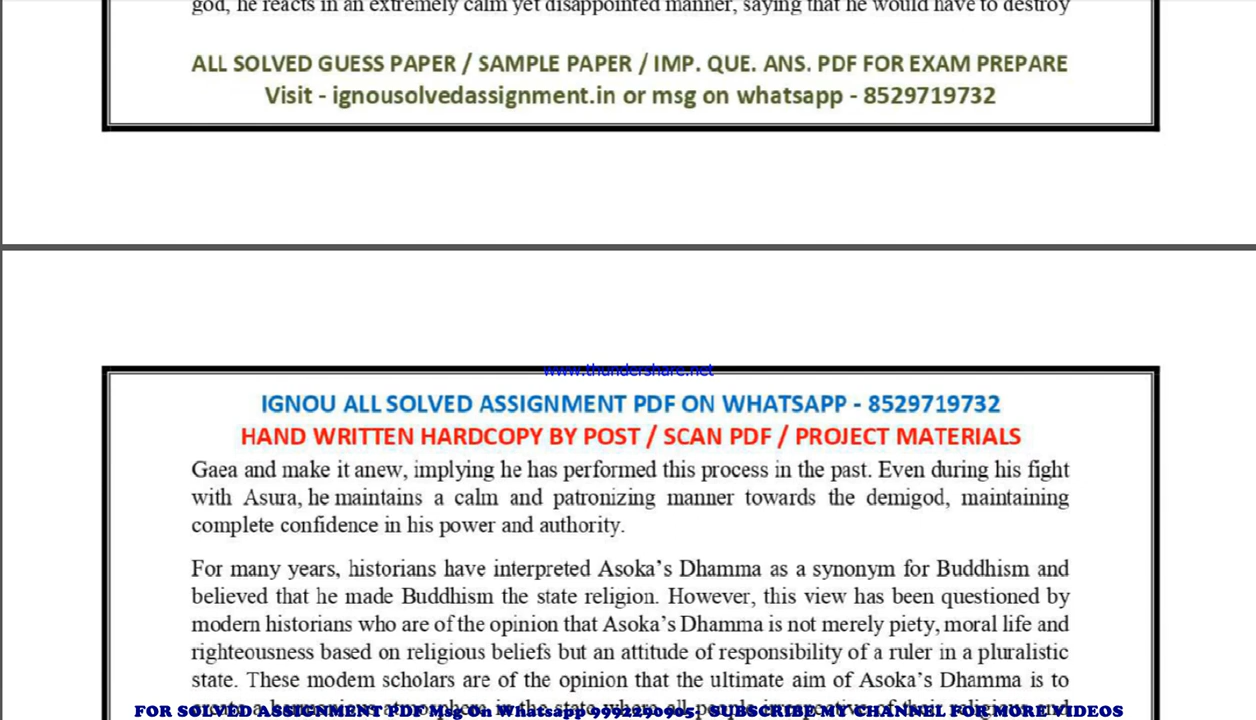 god, he reacts in an extremely calm yet disappointed manner, saying that he would have to destroy
ALL SOLVED GUESS PAPER / SAMPLE PAPER / IMP. QUE. ANS. PDF FOR EXAM PREPARE
Visit - ignousolvedassignment.in or msg on whatsapp - 8529719732
www.thundershare.net
IGNOU ALL SOLVED ASSIGNMENT PDF ON WHATSAPP - 8529719732
HAND WRITTEN HARDCOPY BY POST / SCAN PDF / PROJECT MATERIALS
Gaea and make it anew, implying he has performed this process in the past. Even during his fight
with Asura, he maintains a calm and patronizing manner towards the demigod, maintaining
complete confidence in his power and authority.
For many years, historians have interpreted Asoka's Dhamma as a synonym for Buddhism and
believed that he made Buddhism the state religion. However, this view has been questioned by
modern historians who are of the opinion that Asoka's Dhamma is not merely piety, moral life and
righteousness based on religious beliefs but an attitude of responsibility of a ruler in a pluralistic
state. These modem scholars are of the opinion that the ultimate aim of Asoka's Dhamma is to
FOR SOLVED ASSIGNMENT PDF Msg On Whatsapp 9992290905; SUBSCRIBE MY CHANNEL FOR MORE VIDEOS